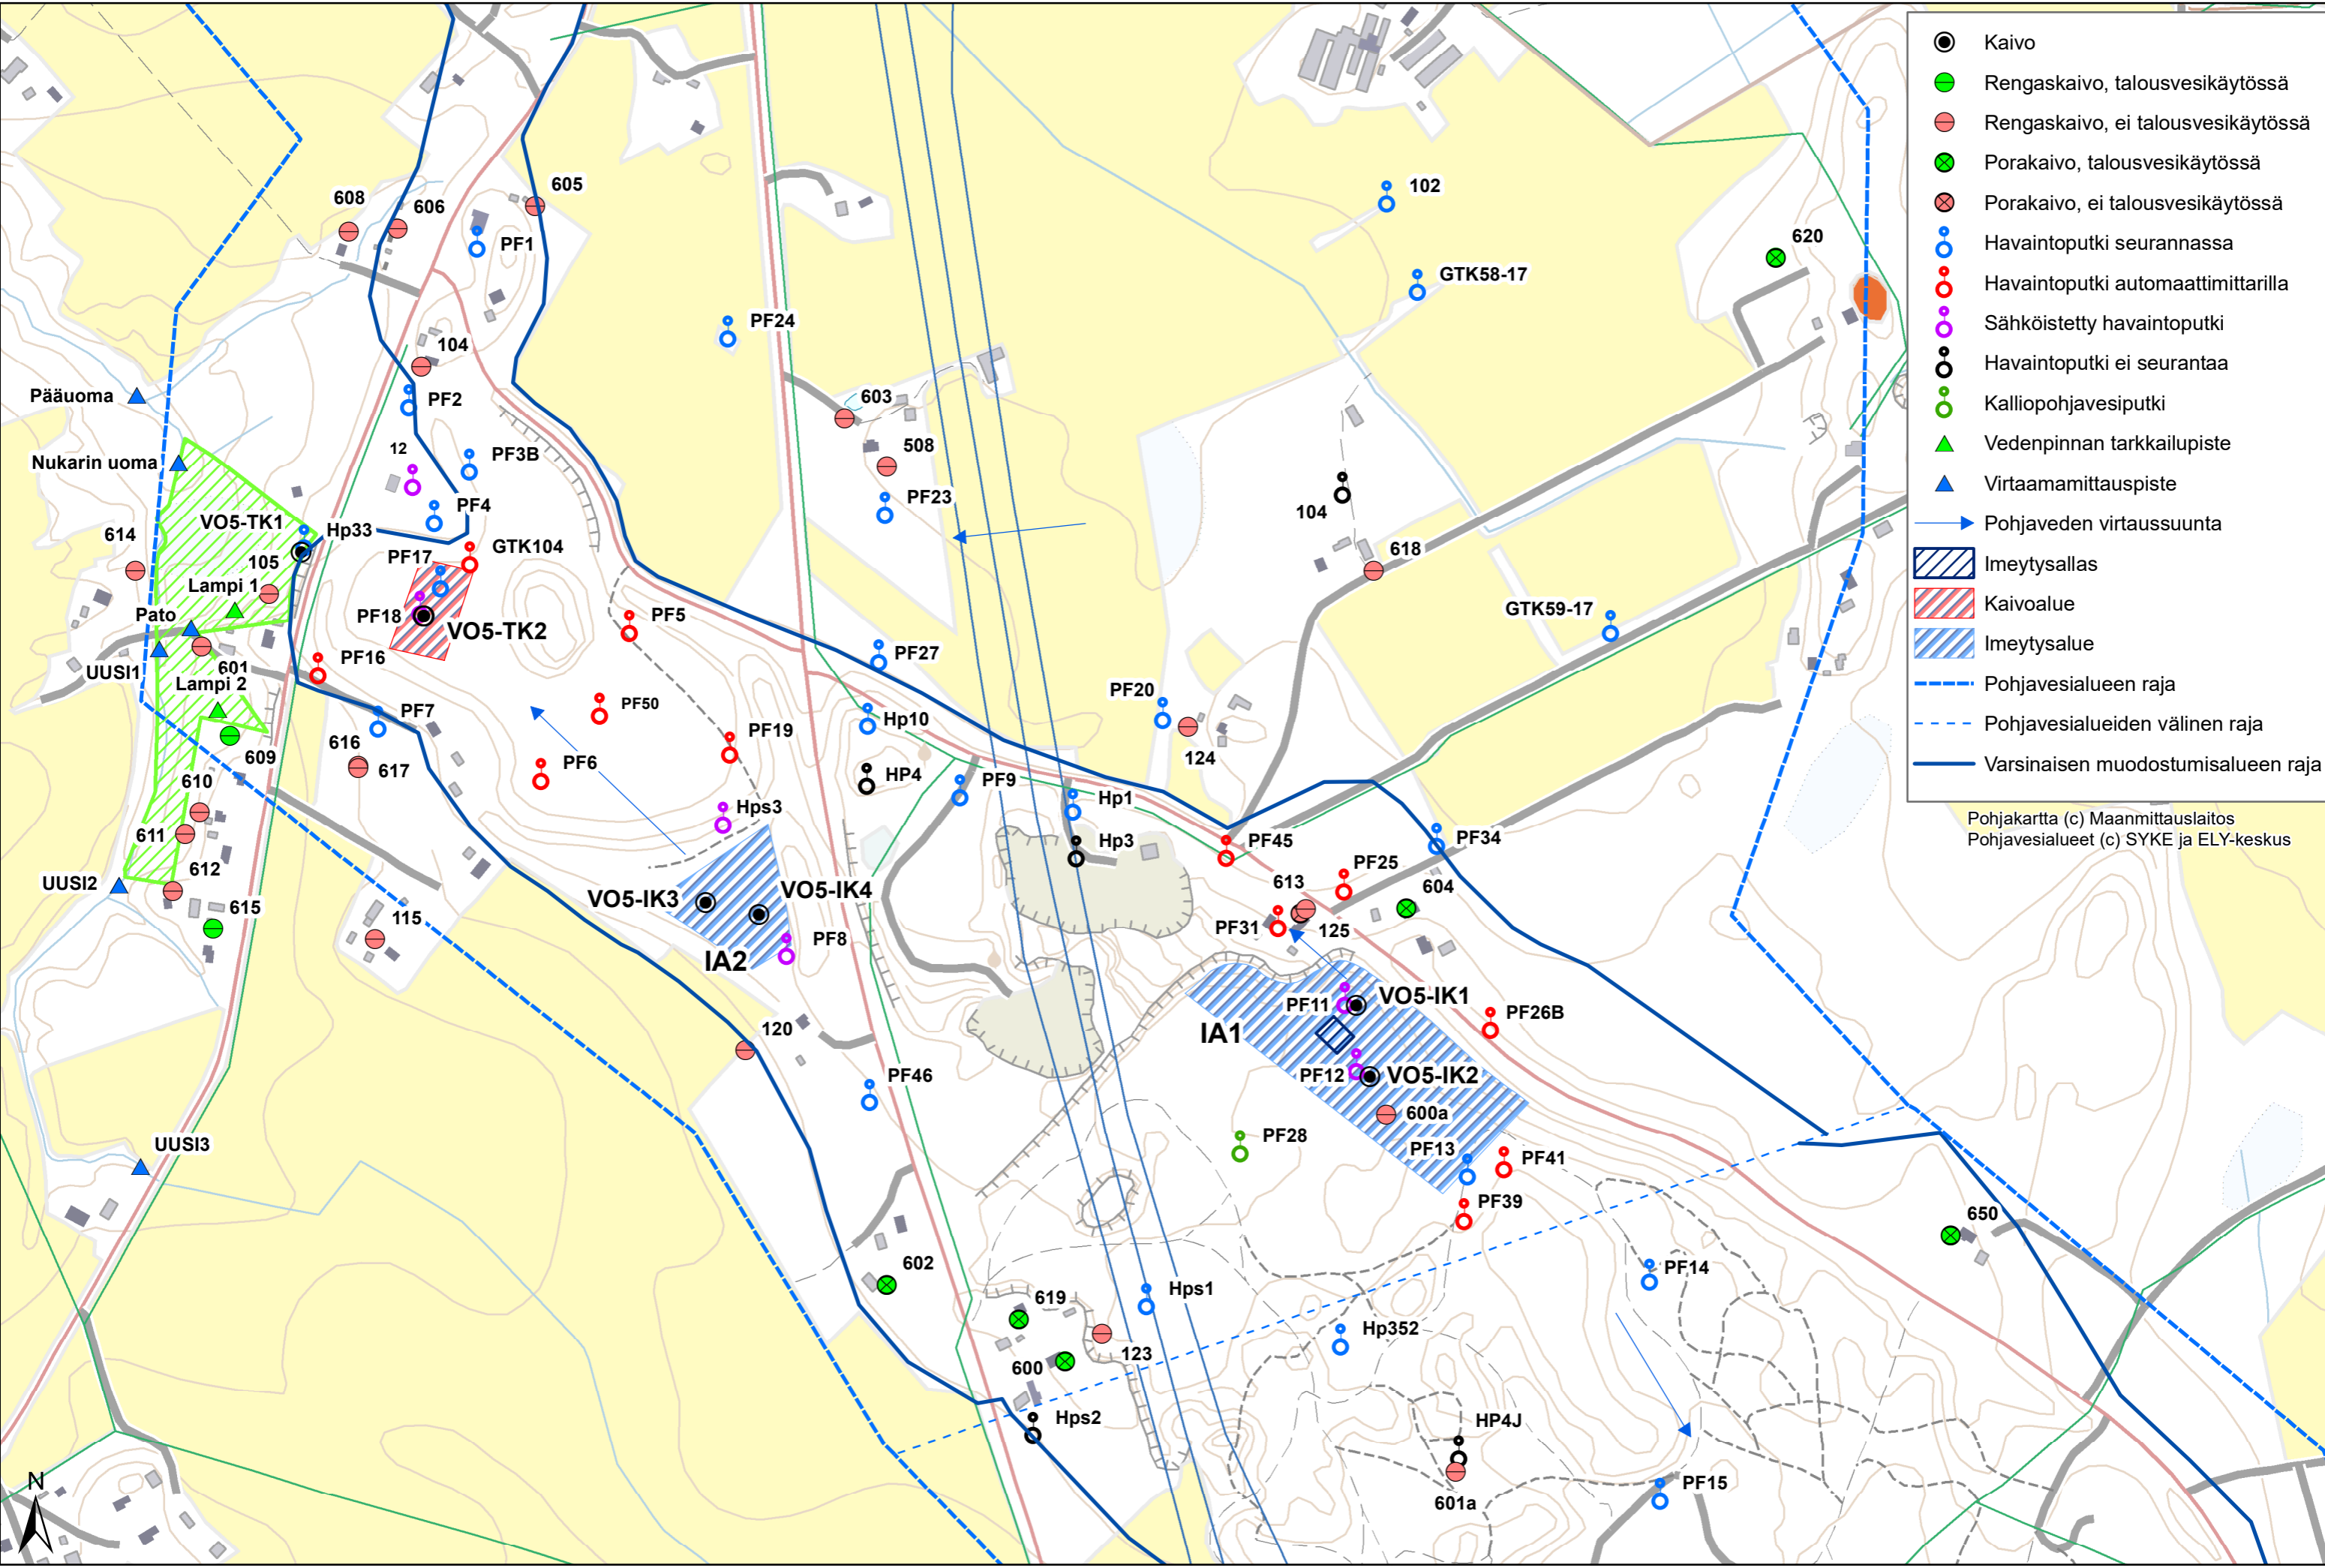 Kaivo
Rengaskaivo, talousvesikäytössä
Rengaskaivo, ei talousvesikäytössä
Porakaivo, talousvesikäytössä
Porakaivo, ei talousvesikäytössä
Havaintoputki seurannassa
Havaintoputki automaattimittarilla
Sähköistetty havaintoputki
Havaintoputki ei seurantaa
Kalliopohjavesiputki
Vedenpinnan tarkkailupiste
Virtaamamittauspiste
Pohjaveden virtaussuunta
Imeytysallas
Kaivoalue
Imeytysalue
Pohjavesialueen raja
Pohjavesialueiden välinen raja
Varsinaisen muodostumisalueen raja
Pohjakartta (c) Maanmittauslaitos
Pohjavesialueet (c) SYKE ja ELY-keskus
605
102
608
606
620
PF1
GTK58-17
PF24
104
Pääuoma
PF2
603
508
12
PF3B
Nukarin uoma
PF23
PF4
104
VO5-TK1
Hp33
614
GTK104
618
105
PF17
Lampi 1
GTK59-17
Pato
PF18
VO5-TK2
PF5
PF27
PF16
601
UUSI1
Lampi 2
PF20
PF50
PF7
Hp10
PF19
616
609
124
PF6
617
HP4
610
PF9
Hp1
Hps3
611
PF45
Hp3
PF34
PF25
612
UUSI2
613
604
VO5-IK4
VO5-IK3
615
115
PF31
125
PF8
IA2
VO5-IK1
PF11
PF26B
120
IA1
PF46
PF12
VO5-IK2
600a
PF28
UUSI3
PF13
PF41
PF39
650
602
PF14
Hps1
619
Hp352
123
600
Hps2
HP4J
N
PF15
601a